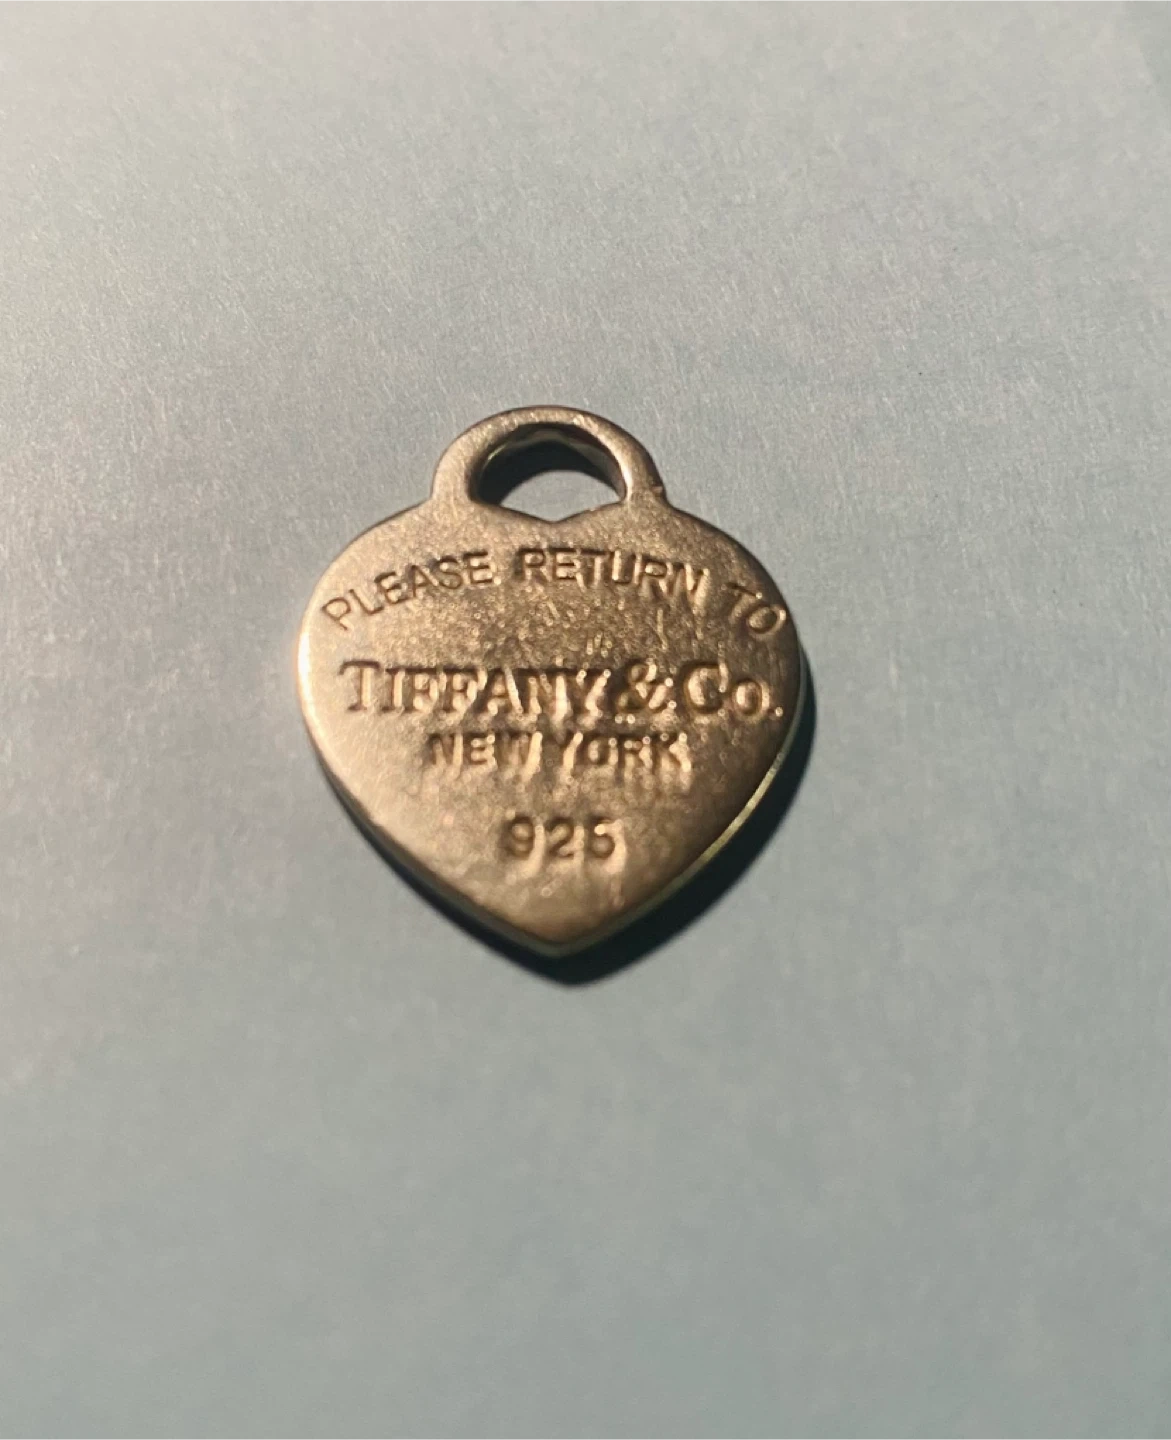 PLEASE RETURN TO
TIFFANY & CO.
NEW YORK
925